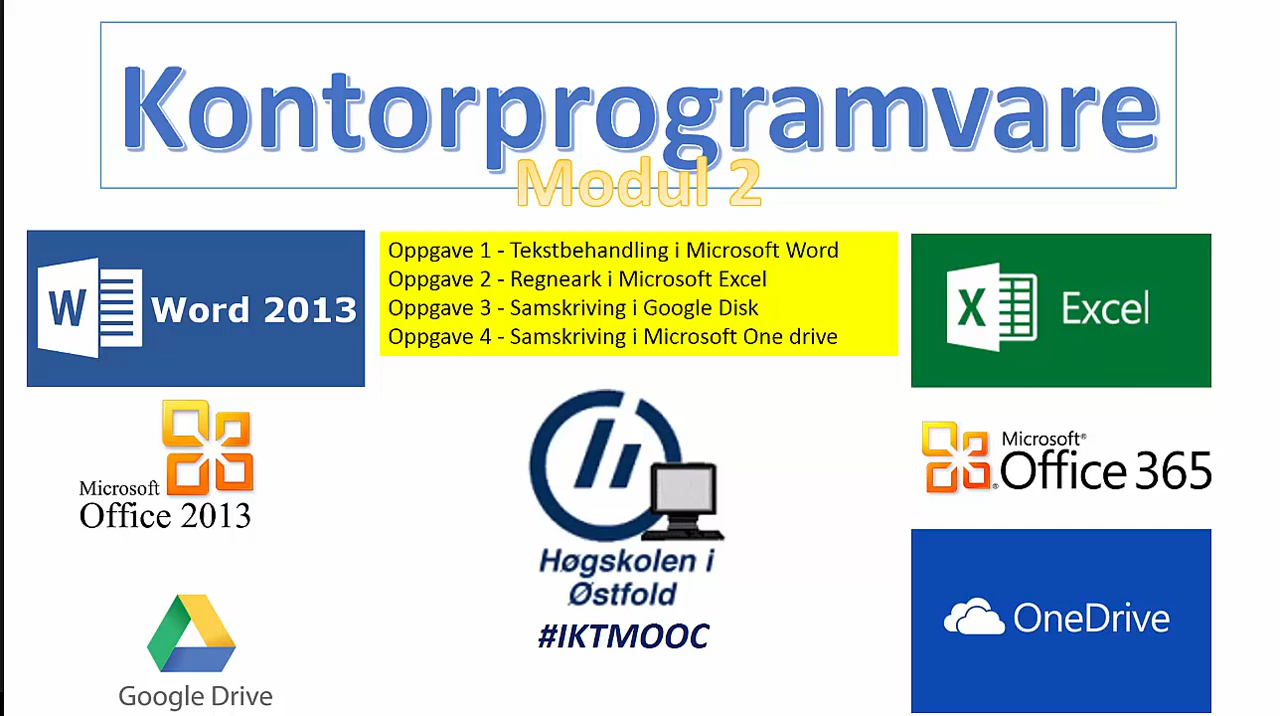 Kontorprogramvare
Modul 2
W Word 2013
Oppgave 1 - Tekstbehandling i Microsoft Word
Oppgave 2 - Regneark i Microsoft Excel
Oppgave 3 - Samskriving i Google Disk
Oppgave 4 - Samskriving i Microsoft One drive
X Excel
Microsoft
Office 2013
Microsoft®
Office 365
Høgskolen i
Østfold
#IKTMOOC
Google Drive
OneDrive